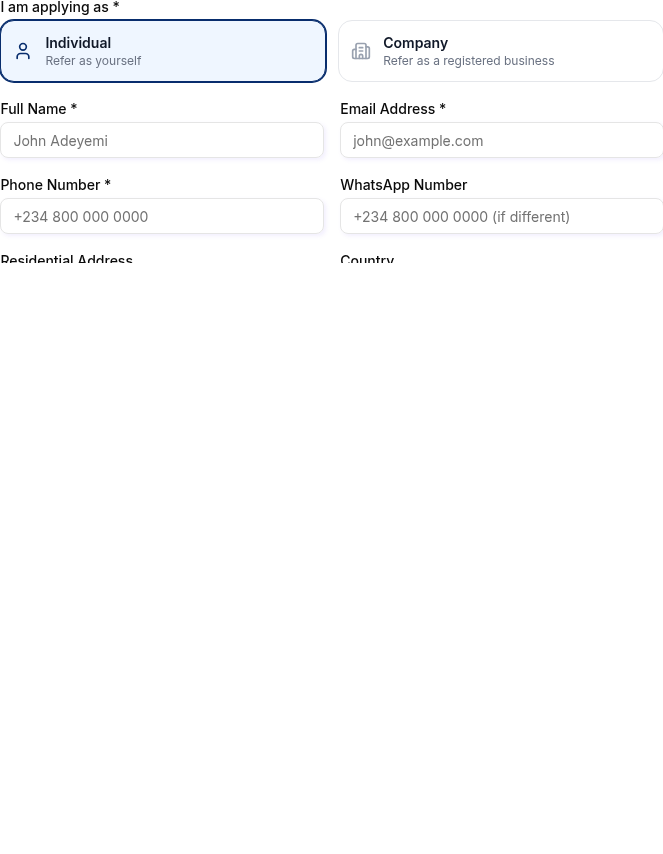 I am applying as *
Individual
Refer as yourself
Company
Refer as a registered business
Full Name *
Email Address *
John Adeyemi
john@example.com
Phone Number *
WhatsApp Number
+234 800 000 0000
+234 800 000 0000 (if different)
Residential Address
Country